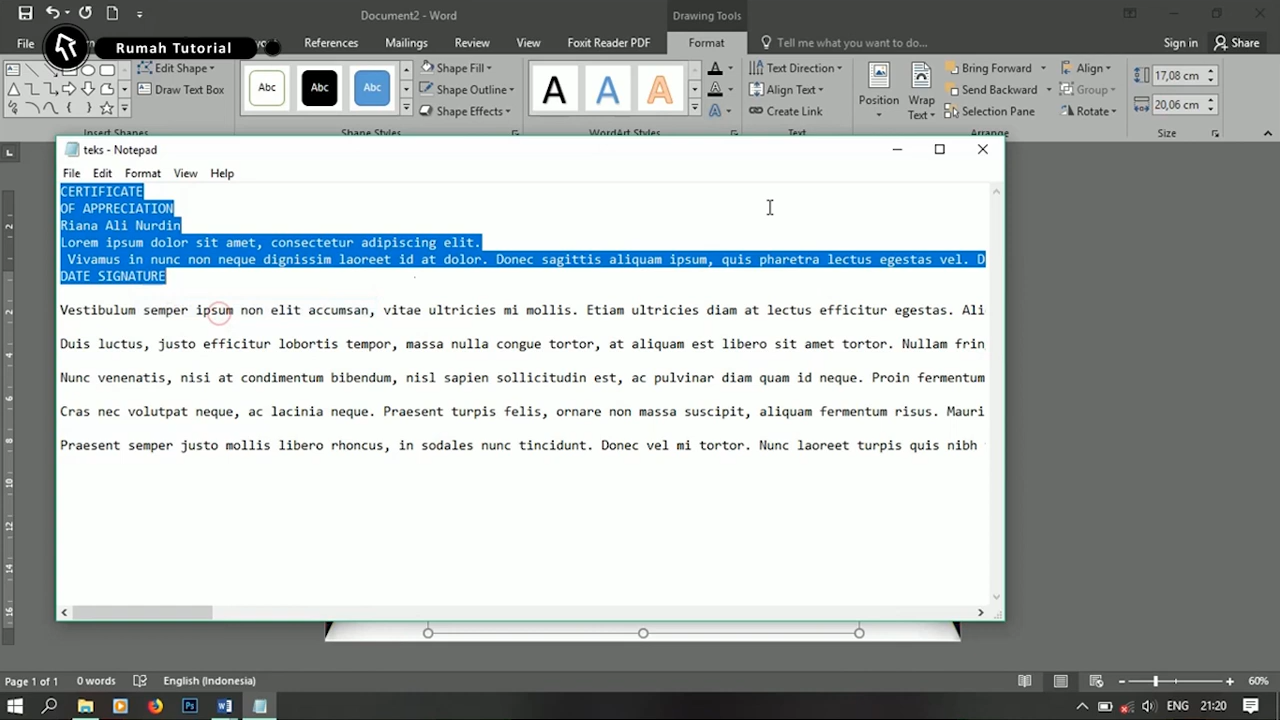 Document2 - Word
Drawing Tools
File
Rumah Tutorial
References
Mailings
Review
View
Foxit Reader PDF
Format
Tell me what you want to do...
Sign in
Share
Edit Shape
Draw Text Box
Insert Shapes
Abc
Abc
Abc
Shape Fill
Shape Outline
Shape Effects
Shape Styles
A
A
A
WordArt Styles
Text Direction
Align Text
Create Link
Text
Position
Wrap
Text
Bring Forward
Send Backward
Selection Pane
Align
Group
Rotate
Arrange
17,08 cm
20,06 cm
Size
teks - Notepad
File
Edit
Format
View
Help
CERTIFICATE
OF APPRECIATION
Riana Ali Nurdin
Lorem ipsum dolor sit amet, consectetur adipiscing elit.
Vivamus in nunc non neque dignissim laoreet id at dolor. Donec sagittis aliquam ipsum, quis pharetra lectus egestas vel. D
DATE SIGNATURE
Vestibulum semper ipsum non elit accumsan, vitae ultricies mi mollis. Etiam ultricies diam at lectus efficitur egestas. Ali
Duis luctus, justo efficitur lobortis tempor, massa nulla congue tortor, at aliquam est libero sit amet tortor. Nullam frin
Nunc venenatis, nisi at condimentum bibendum, nisl sapien sollicitudin est, ac pulvinar diam quam id neque. Proin fermentum
Cras nec volutpat neque, ac lacinia neque. Praesent turpis felis, ornare non massa suscipit, aliquam fermentum risus. Mauri
Praesent semper justo mollis libero rhoncus, in sodales nunc tincidunt. Donec vel mi tortor. Nunc laoreet turpis quis nibh
2
2
4
6
8
10
12
14
16
Page 1 of 1
0 words
English (Indonesia)
60%
ENG
21:20